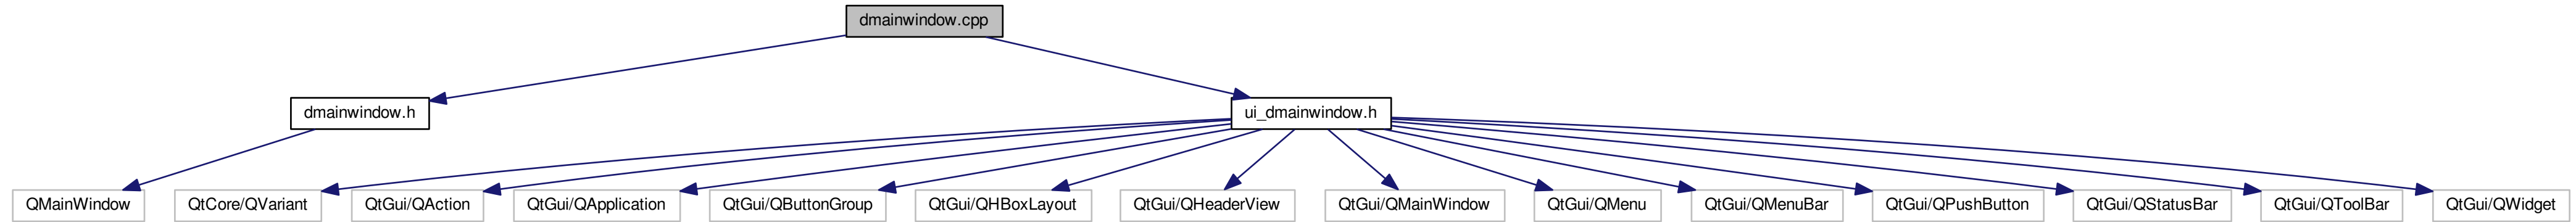 dmainwindow.cpp
dmainwindow.h
ui_dmainwindow.h
QMainWindow
QtCore/QVariant
QtGui/QAction
QtGui/QApplication
QtGui/QButtonGroup
QtGui/QHBoxLayout
QtGui/QHeaderView
QtGui/QMainWindow
QtGui/QMenu
QtGui/QMenuBar
QtGui/QPushButton
QtGui/QStatusBar
QtGui/QToolBar
QtGui/QWidget